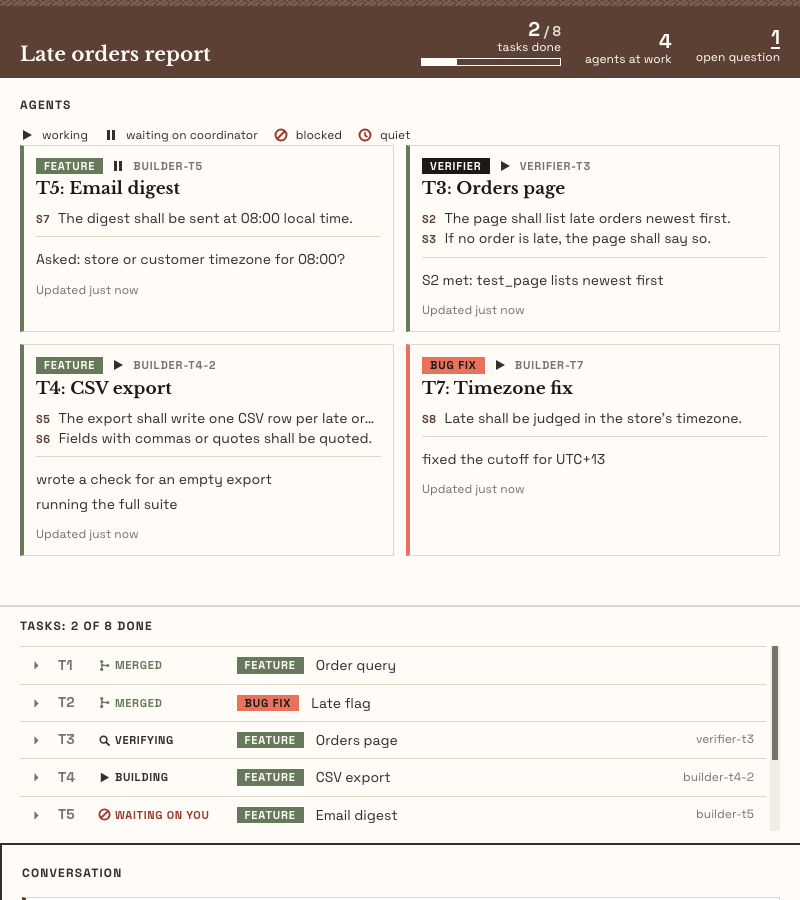 Late orders report
2 / 8
tasks done
4
agents at work
1
open question
AGENTS
working waiting on coordinator blocked quiet
FEATURE BUILDER-T5
T5: Email digest
S7 The digest shall be sent at 08:00 local time.
Asked: store or customer timezone for 08:00?
Updated just now
VERIFIER VERIFIER-T3
T3: Orders page
S2 The page shall list late orders newest first.
S3 If no order is late, the page shall say so.
S2 met: test_page lists newest first
Updated just now
FEATURE BUILDER-T4-2
T4: CSV export
S5 The export shall write one CSV row per late or…
S6 Fields with commas or quotes shall be quoted.
wrote a check for an empty export
running the full suite
Updated just now
BUG FIX BUILDER-T7
T7: Timezone fix
S8 Late shall be judged in the store's timezone.
fixed the cutoff for UTC+13
Updated just now
TASKS: 2 OF 8 DONE
T1 MERGED FEATURE Order query
T2 MERGED BUG FIX Late flag
T3 VERIFYING FEATURE Orders page verifier-t3
T4 BUILDING FEATURE CSV export builder-t4-2
T5 WAITING ON YOU FEATURE Email digest builder-t5
CONVERSATION